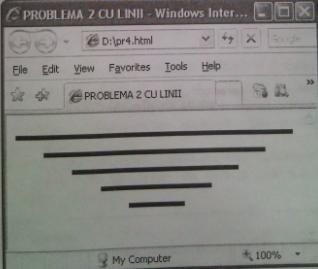 PROBLEMA 2 CU LINII - Windows Inter...
D:\pr4.html
Google
File Edit View Favorites Tools Help
PROBLEMA 2 CU LINII
My Computer 100%